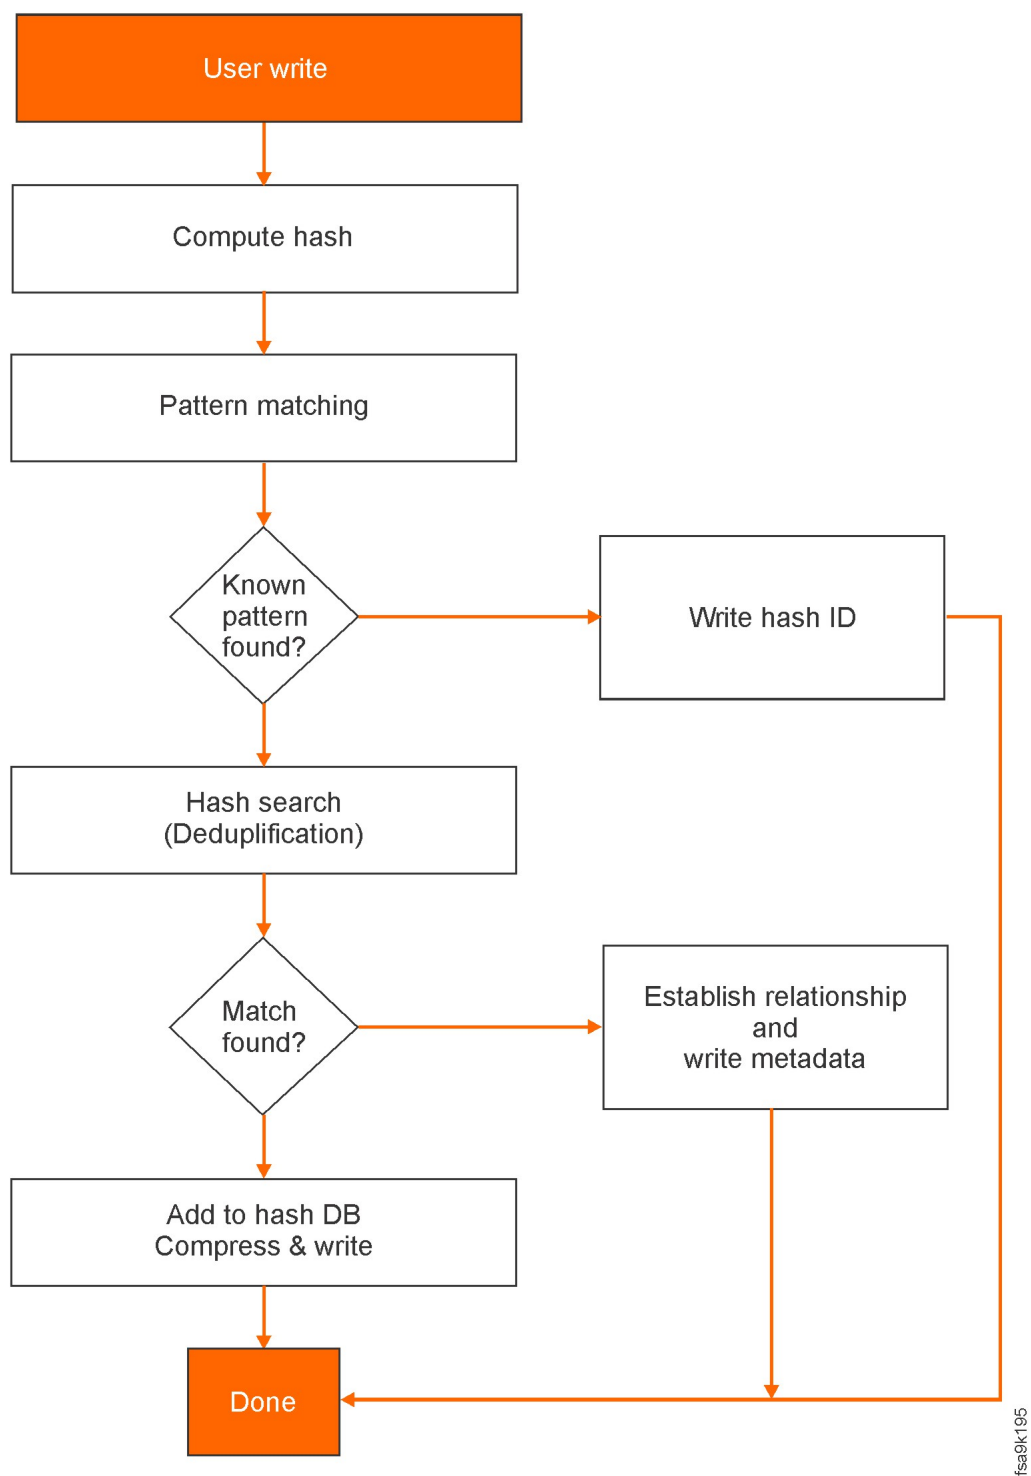 User write
Compute hash
Pattern matching
Known
pattern
found?
Write hash ID
Hash search
(Deduplification)
Match
found?
Establish relationship
and
write metadata
Add to hash DB
Compress & write
Done
fsa9k195